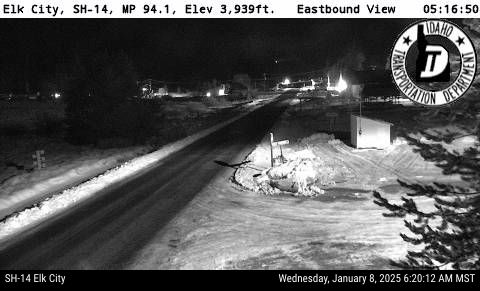 Elk City, SH-14, MP 94.1, Elev 3,939ft.   Eastbound View   05:16:50
IDAHO
TRANSPORTATION DEPARTMENT
SH-14 Elk City   Wednesday, January 8, 2025 6:20:12 AM MST